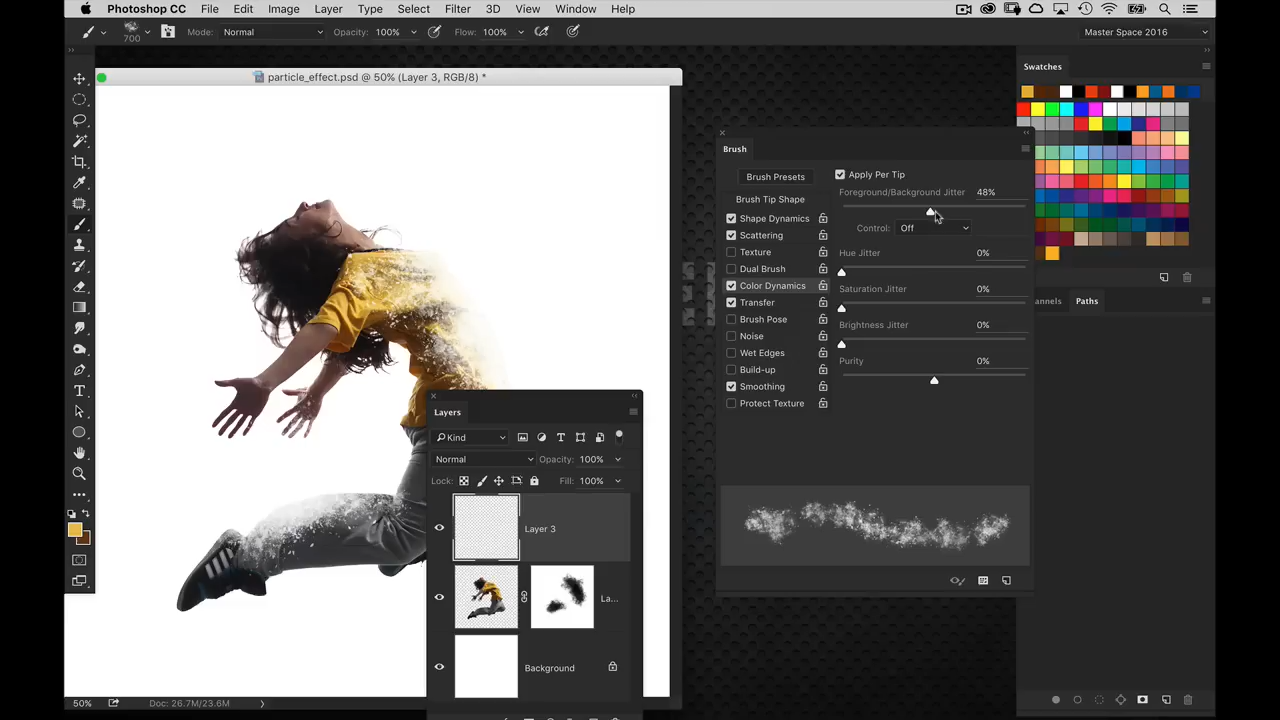 Photoshop CC File Edit Image Layer Type Select Filter 3D View Window Help
700 Mode: Normal Opacity: 100% Flow: 100% Master Space 2016
particle_effect.psd @ 50% (Layer 3, RGB/8) *
Swatches
Brush
Brush Presets
Apply Per Tip
Brush Tip Shape
Foreground/Background Jitter 48%
Shape Dynamics
Control: Off
Scattering
Texture
Hue Jitter 0%
Dual Brush
Color Dynamics
Saturation Jitter 0%
Transfer
Brush Pose
Brightness Jitter 0%
Noise
Wet Edges
Purity 0%
Build-up
Smoothing
Protect Texture
annels Paths
Layers
Kind
Normal Opacity: 100%
Lock: Fill: 100%
Layer 3
La...
Background
50% Doc: 26.7M/23.6M